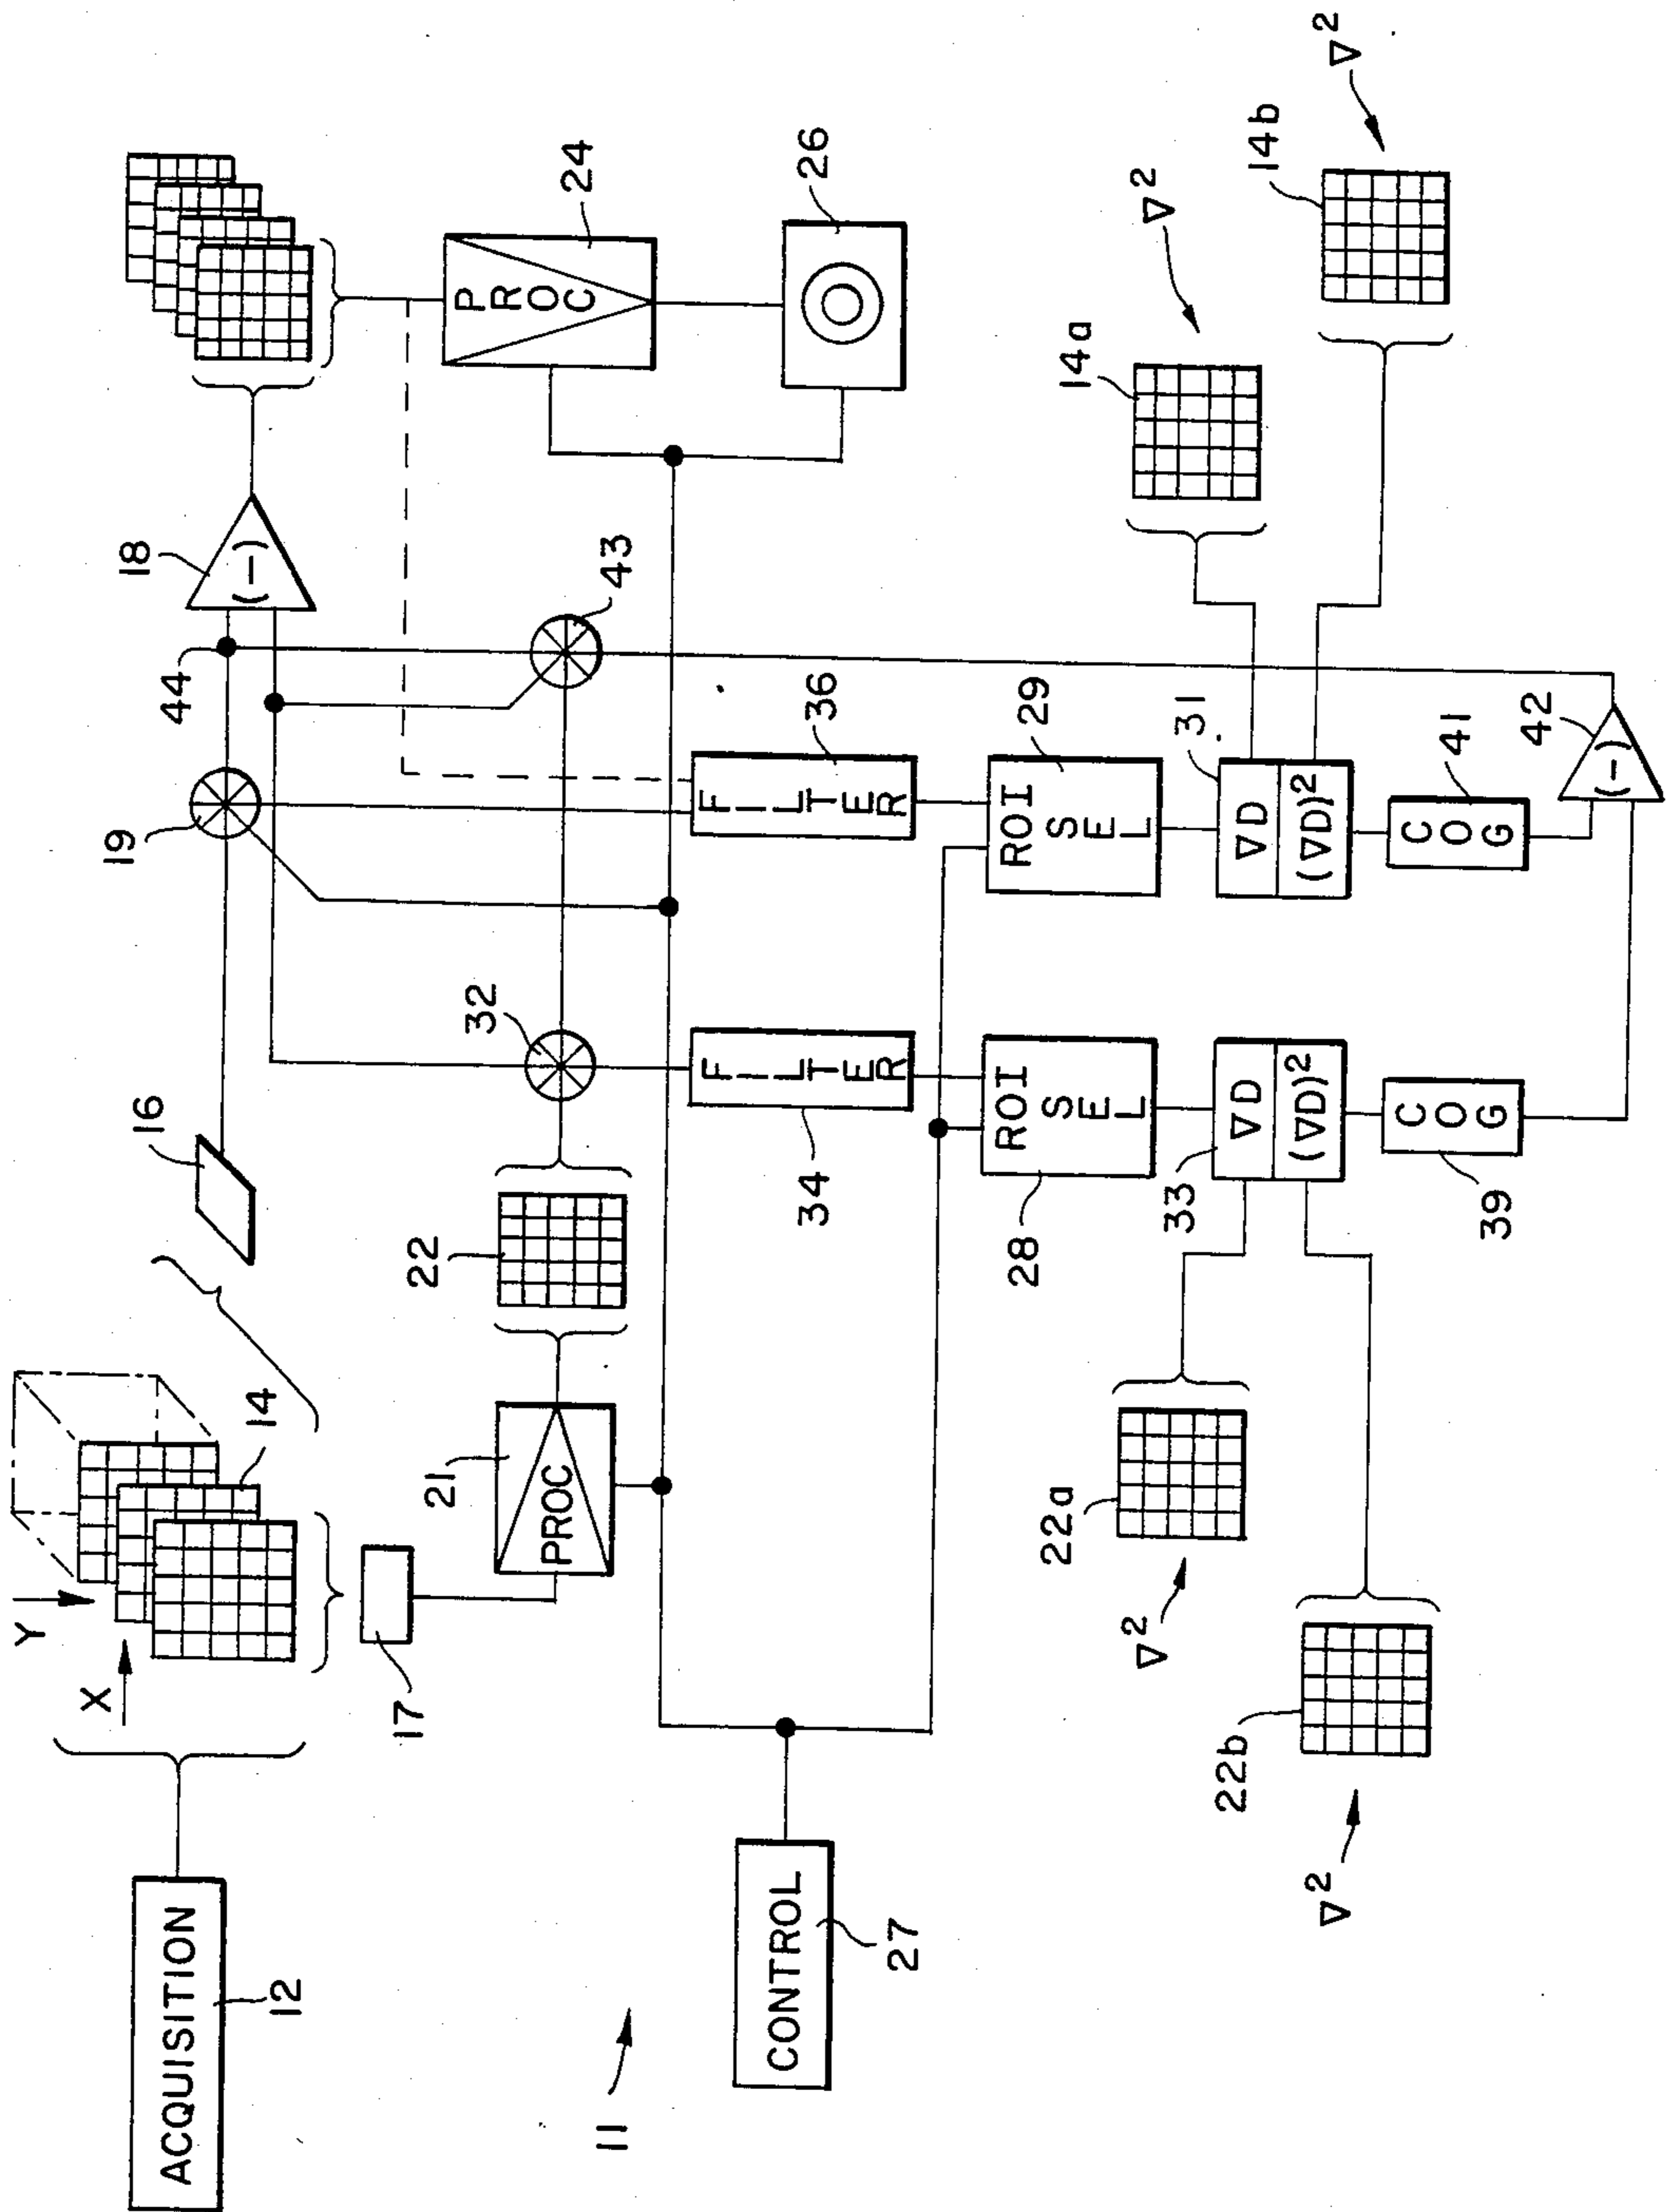 ACQUISITION
12
X
Y
14
16
17
19
44
18
21
PROC
22
32
43
PROC
24
26
CONTROL
27
11
34
FILTER
36
FILTER
28
ROI SEL
29
ROI SEL
33
∇D
(∇D)²
31
∇D
(∇D)²
39
COG
41
COG
42
(−)
(−)
22a
∇²
22b
∇²
14a
∇²
14b
∇²